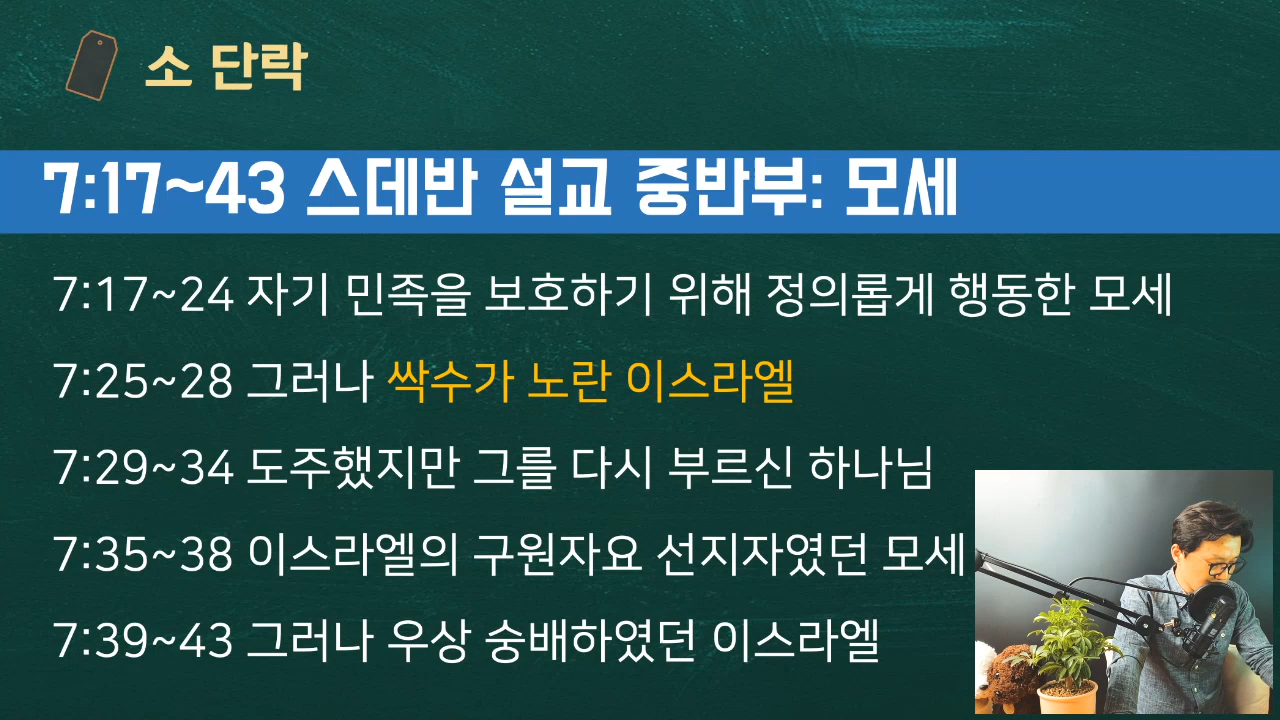 소 단락
7:17~43 스데반 설교 중반부: 모세
7:17~24 자기 민족을 보호하기 위해 정의롭게 행동한 모세
7:25~28 그러나 싹수가 노란 이스라엘
7:29~34 도주했지만 그를 다시 부르신 하나님
7:35~38 이스라엘의 구원자요 선지자였던 모세
7:39~43 그러나 우상 숭배하였던 이스라엘